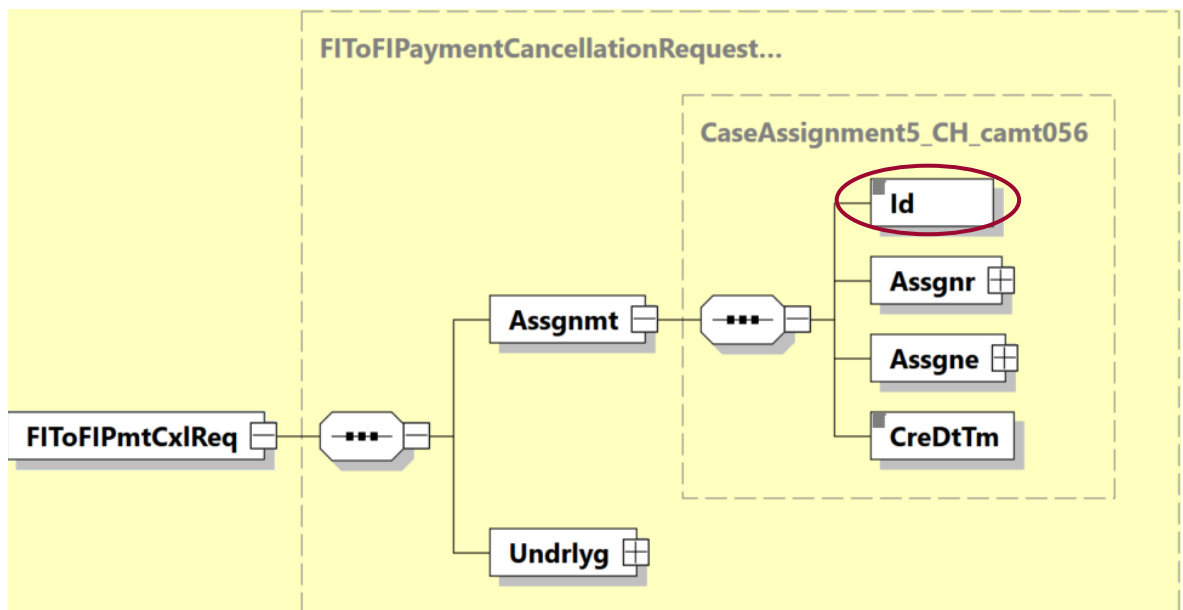 FIToFIPaymentCancellationRequest...
CaseAssignment5_CH_camt056
Id
Assgnr
Assgne
CreDtTm
Assgnmt
FIToFIPmtCxlReq
Undrlyg